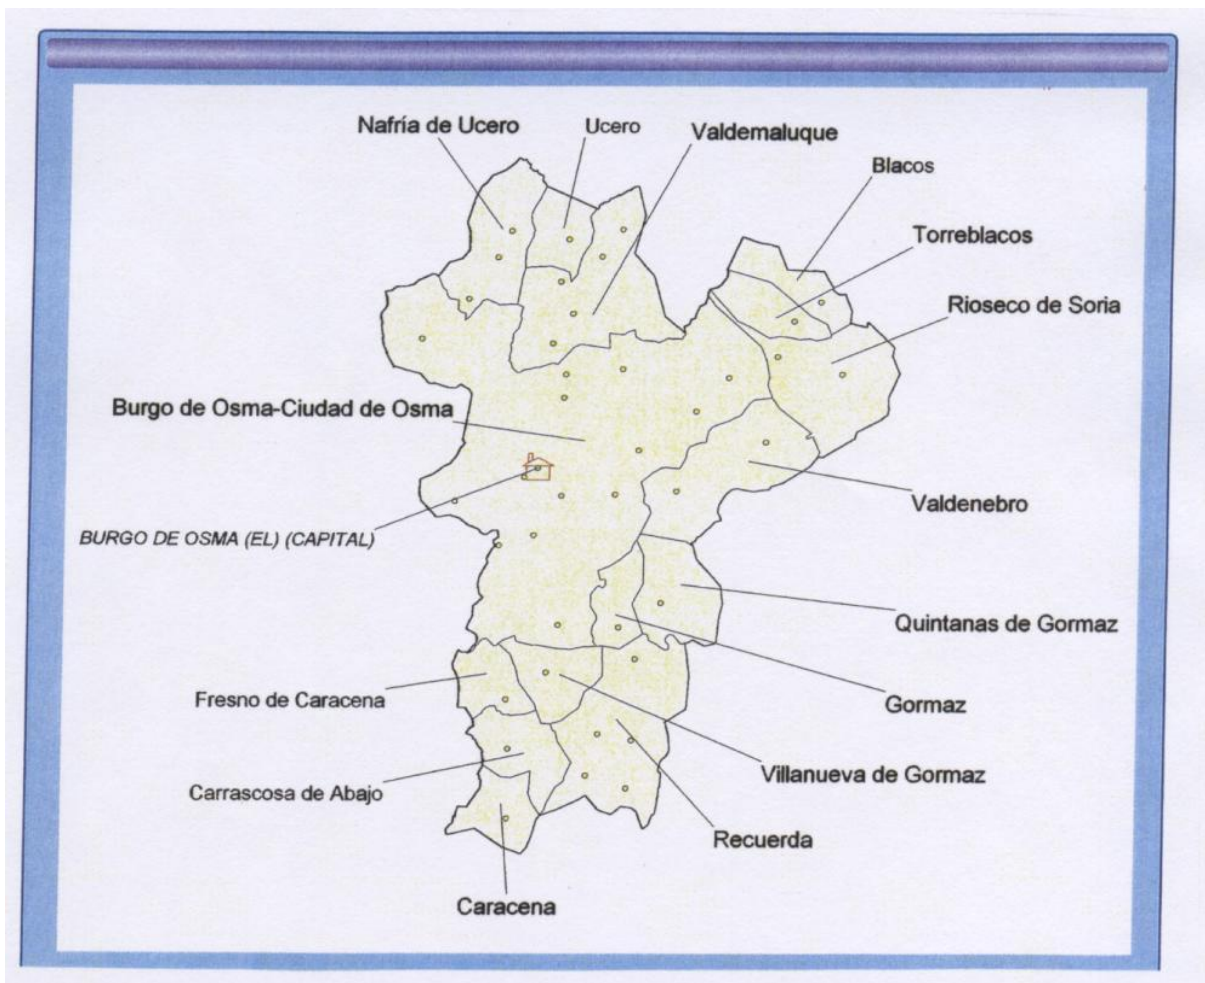 Nafría de Ucero
Ucero
Valdemaluque
Blacos
Torreblacos
Rioseco de Soria
Burgo de Osma-Ciudad de Osma
Valdenebro
BURGO DE OSMA (EL) (CAPITAL)
Quintanas de Gormaz
Fresno de Caracena
Gormaz
Villanueva de Gormaz
Carrascosa de Abajo
Recuerda
Caracena